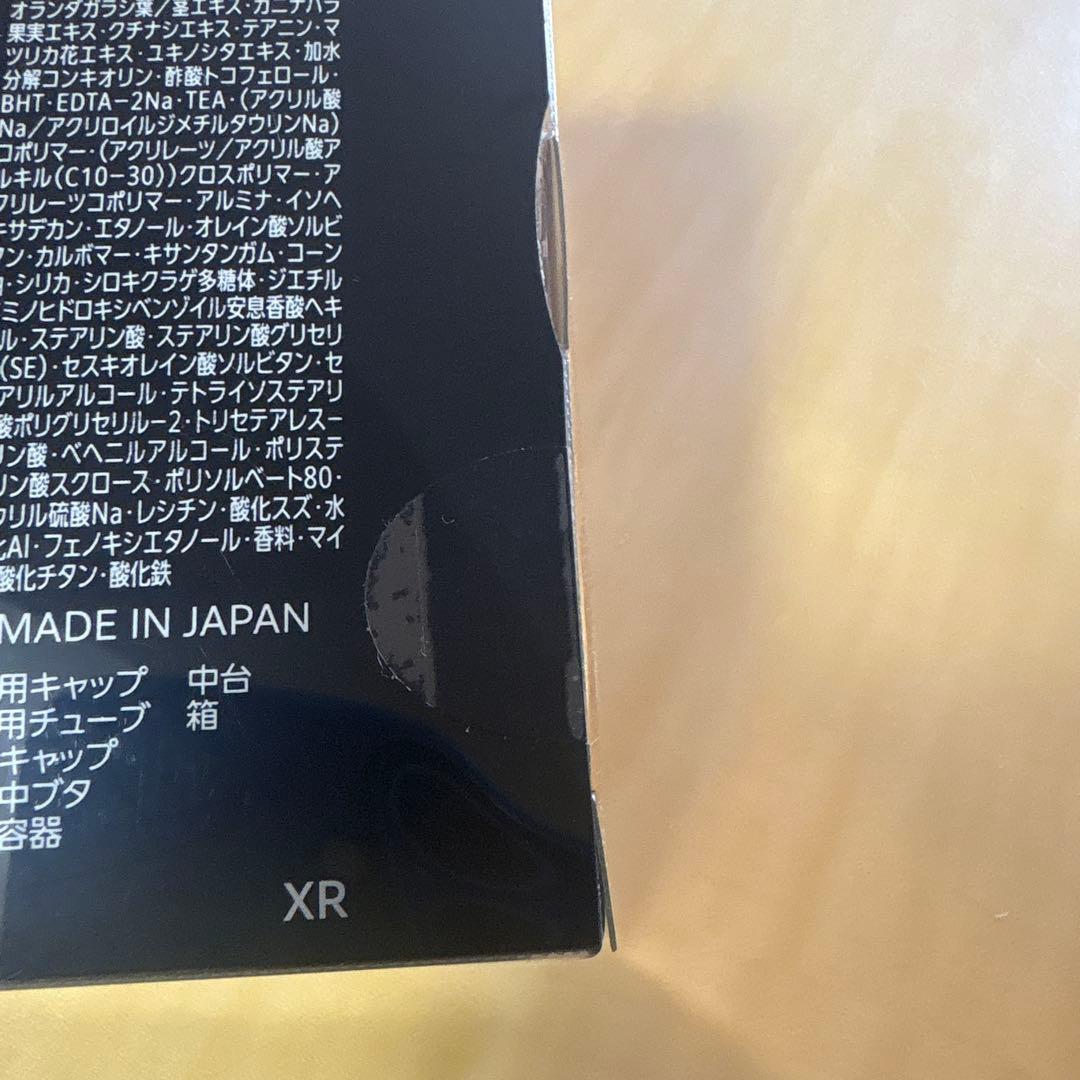 オランダガラシ葉/茎エキス・カニナバラ
果実エキス・クチナシエキス・テアニン・マ
ツリカ花エキス・ユキノシタエキス・加水
分解コンキオリン・酢酸トコフェロール・
BHT・EDTA-2Na・TEA・(アクリル酸
Na/アクリロイルジメチルタウリンNa)
コポリマー・(アクリレーツ/アクリル酸ア
ルキル(C10-30))クロスポリマー・ア
クリレーツコポリマー・アルミナ・イソヘ
キサデカン・エタノール・オレイン酸ソルビ
タン・カルボマー・キサンタンガム・コーン
・シリカ・シロキクラゲ多糖体・ジエチル
ミノヒドロキシベンゾイル安息香酸ヘキ
ル・ステアリン酸・ステアリン酸グリセリ
(SE)・セスキオレイン酸ソルビタン・セ
アリルアルコール・テトライソステアリ
酸ポリグリセリル-2・トリセテアレス-
リン酸・ベヘニルアルコール・ポリステ
リン酸スクロース・ポリソルベート80・
ウリル硫酸Na・レシチン・酸化スズ・水
化Al・フェノキシエタノール・香料・マイ
酸化チタン・酸化鉄
MADE IN JAPAN
用キャップ 中台
用チューブ 箱
キャップ
中ブタ
容器
XR